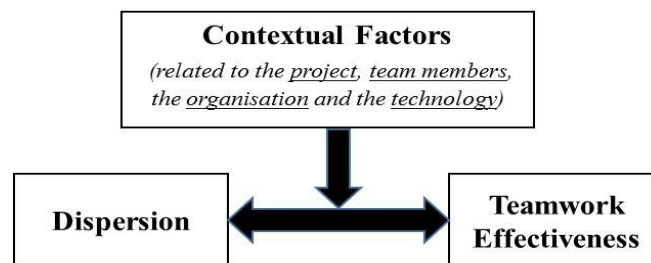 Contextual Factors
(related to the project, team members,
the organisation and the technology)
Dispersion
Teamwork
Effectiveness